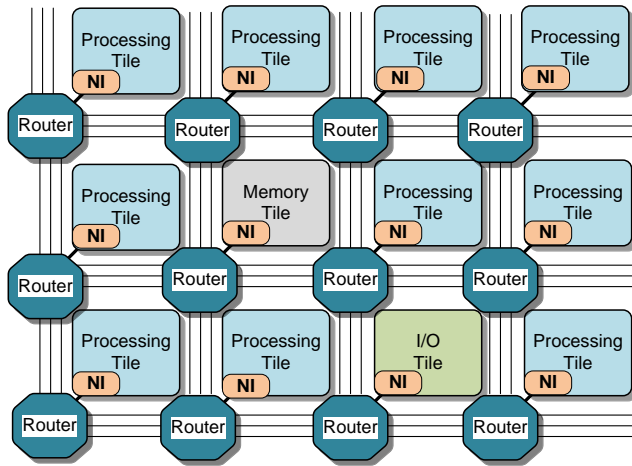 Processing
Tile
NI
Processing
Tile
NI
Processing
Tile
NI
Processing
Tile
NI
Router
Router
Router
Router
Processing
Tile
NI
Memory
Tile
NI
Processing
Tile
NI
Processing
Tile
NI
Router
Router
Router
Router
Processing
Tile
NI
Processing
Tile
NI
I/O
Tile
NI
Processing
Tile
NI
Router
Router
Router
Router